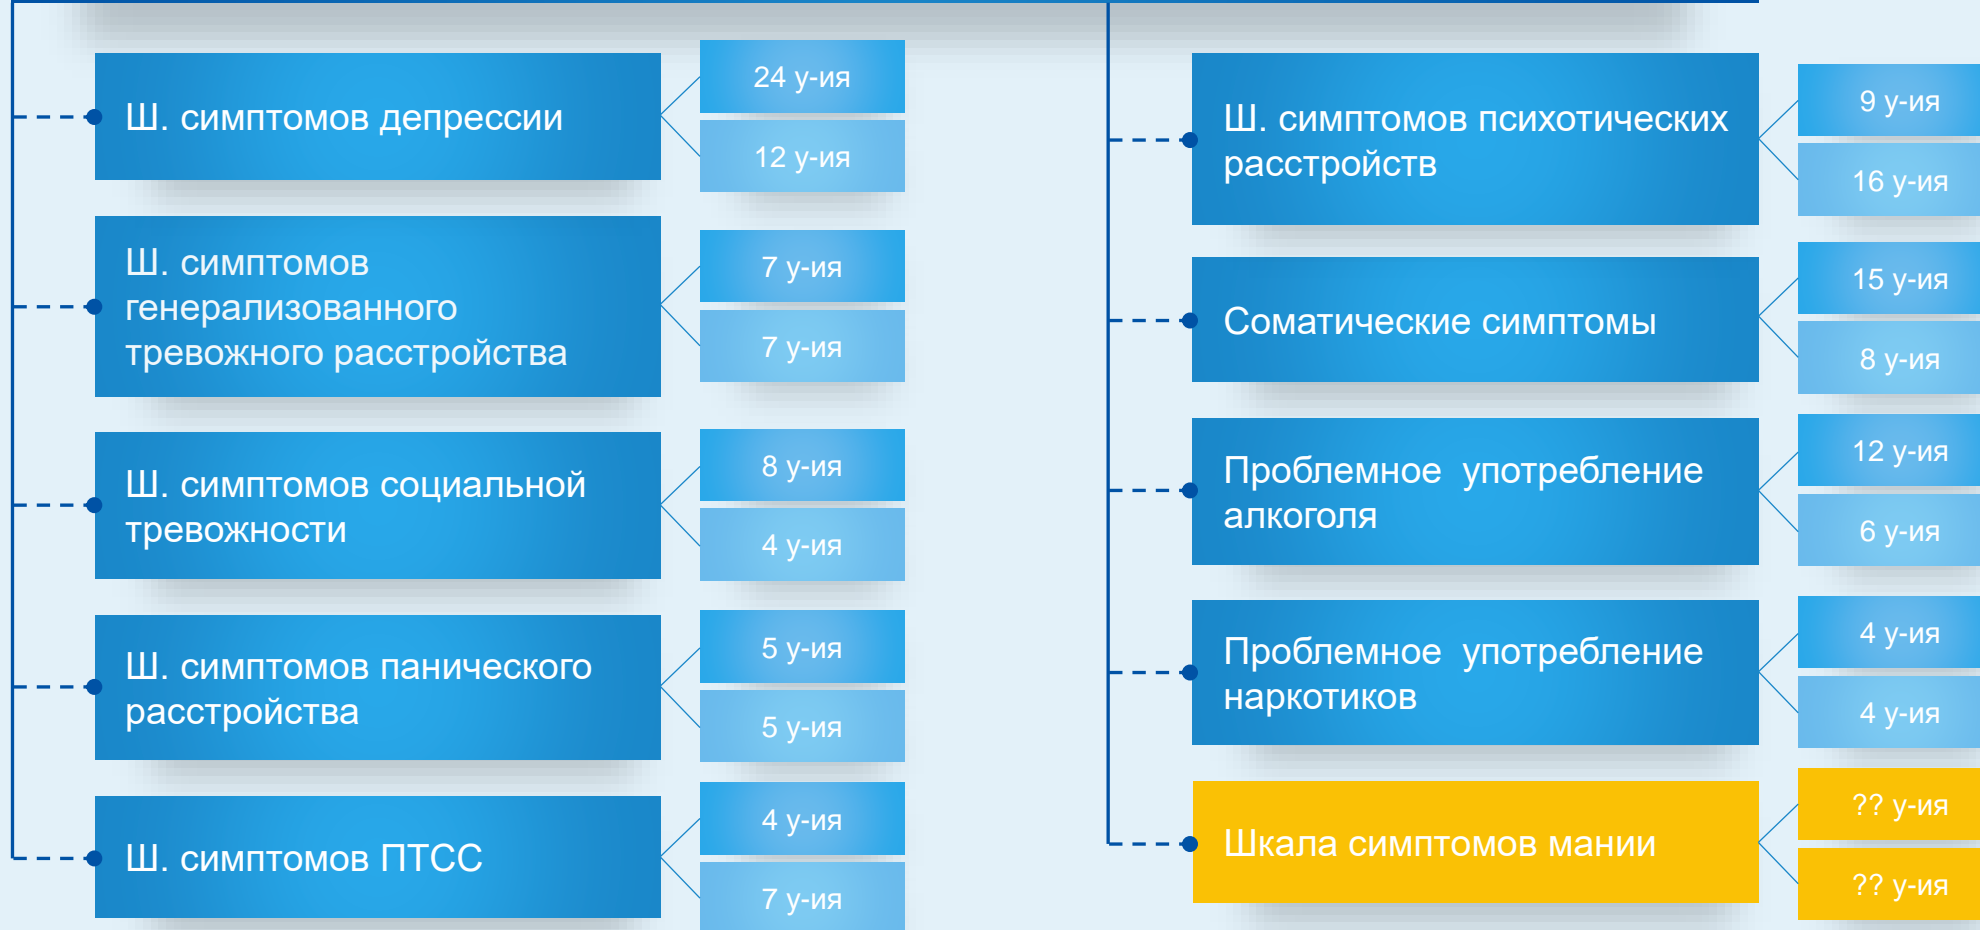 Ш. симптомов депрессии
24 у-ия
12 у-ия
Ш. симптомов
генерализованного
тревожного расстройства
7 у-ия
7 у-ия
Ш. симптомов социальной
тревожности
8 у-ия
4 у-ия
Ш. симптомов панического
расстройства
5 у-ия
5 у-ия
Ш. симптомов ПТСС
4 у-ия
7 у-ия
Ш. симптомов психотических
расстройств
9 у-ия
16 у-ия
Соматические симптомы
15 у-ия
8 у-ия
Проблемное употребление
алкоголя
12 у-ия
6 у-ия
Проблемное употребление
наркотиков
4 у-ия
4 у-ия
Шкала симптомов мании
?? у-ия
?? у-ия